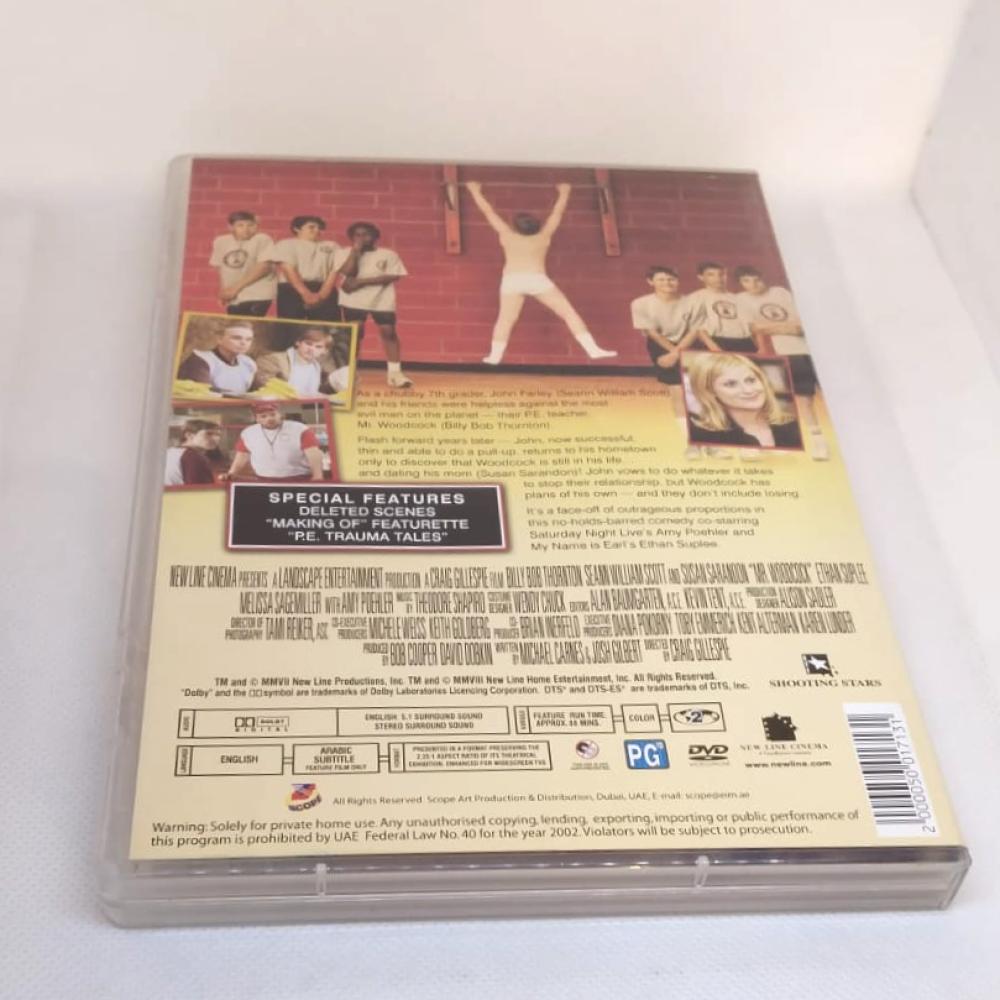 As a chubby 7th grader, John Farley (Seann William Scott)
and his friends were helpless against the most
evil man on the planet — their P.E. teacher,
Mr. Woodcock (Billy Bob Thornton).
Flash forward years later — John, now successful,
thin and able to do a pull-up, returns to his hometown
only to discover that Woodcock is still in his life...
and dating his mom (Susan Sarandon)! John vows to do whatever it takes
to stop their relationship, but Woodcock has
plans of his own — and they don't include losing.
It's a face-off of outrageous proportions in
this no-holds-barred comedy co-starring
Saturday Night Live's Amy Poehler and
My Name is Earl's Ethan Suplee.
SPECIAL FEATURES
DELETED SCENES
"MAKING OF" FEATURETTE
"P.E. TRAUMA TALES"
NEW LINE CINEMA PRESENTS A LANDSCAPE ENTERTAINMENT PRODUCTION A CRAIG GILLESPIE FILM BILLY BOB THORNTON SEANN WILLIAM SCOTT AND SUSAN SARANDON "MR. WOODCOCK" ETHAN SUPLEE
MELISSA SAGEMILLER WITH AMY POEHLER MUSIC BY THEODORE SHAPIRO COSTUME DESIGNER WENDY CHUCK EDITORS ALAN BAUMGARTEN, A.C.E. KEVIN TENT, A.C.E. PRODUCTION DESIGNER ALISON SADLER
DIRECTOR OF PHOTOGRAPHY TAMI REIKER, ASC CO-EXECUTIVE PRODUCERS MICHELE WEISS KEITH GOLDBERG CO-PRODUCER BRIAN INERFELD EXECUTIVE PRODUCERS DIANA POKORNY TOBY EMMERICH KENT ALTERMAN KAREN LUNDER
PRODUCED BY BOB COOPER DAVID DOBKIN WRITTEN BY MICHAEL CARNES & JOSH GILBERT DIRECTED BY CRAIG GILLESPIE
TM and © MMVII New Line Productions, Inc. TM and © MMVIII New Line Home Entertainment, Inc. All Rights Reserved.
"Dolby" and the symbol are trademarks of Dolby Laboratories Licencing Corporation. DTS® and DTS-ES® are trademarks of DTS, Inc.
SHOOTING STARS
AUDIO
DOLBY
DIGITAL
ENGLISH 5.1 SURROUND SOUND
STEREO SURROUND SOUND
FEATURE RUN TIME
APPROX. 88 MINS.
COLOR
2
LANGUAGE
ENGLISH
ARABIC
SUBTITLE
FEATURE FILM ONLY
FORMAT
PRESENTED IN A FORMAT PRESERVING THE
2.35:1 ASPECT RATIO OF ITS THEATRICAL
EXHIBITION. ENHANCED FOR WIDESCREEN TVS
PG
DVD
VIDEO
NEW LINE CINEMA
www.newline.com
SCOPE
All Rights Reserved. Scope Art Production & Distribution, Dubai, UAE, E-mail: scope@eim.ae
Warning: Solely for private home use. Any unauthorised copying, lending, exporting, importing or public performance of
this program is prohibited by UAE Federal Law No. 40 for the year 2002. Violators will be subject to prosecution.
2 000050 017131